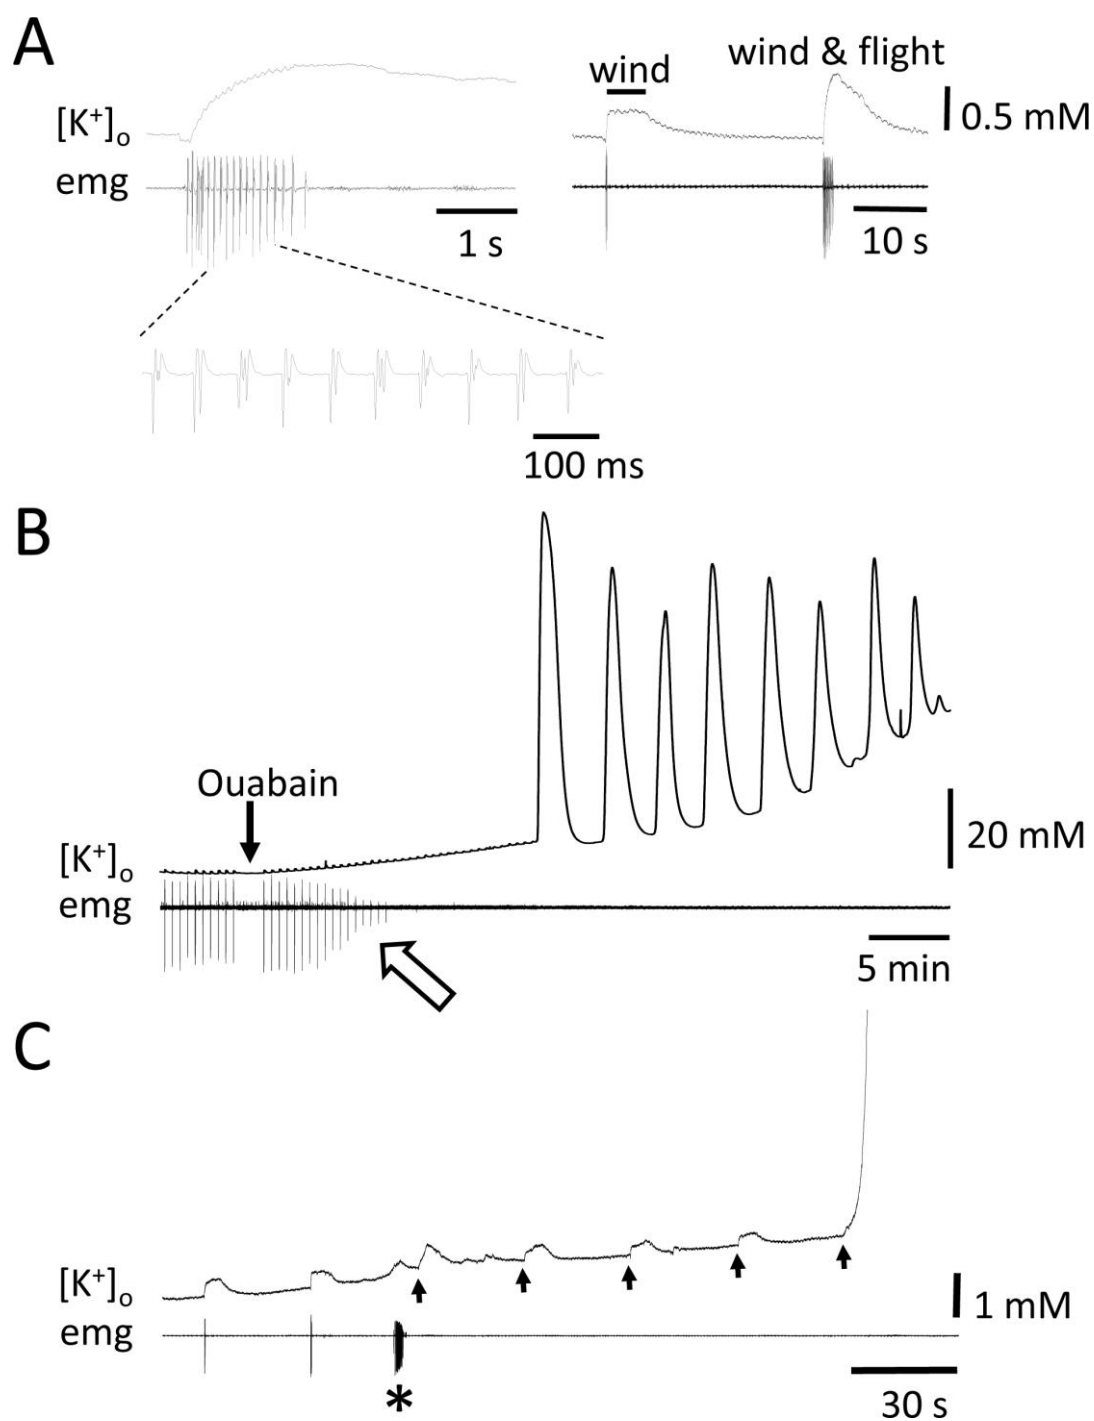 A
wind
wind & flight
[K⁺]ₒ
0.5 mM
emg
1 s
10 s
100 ms
B
Ouabain
[K⁺]ₒ
20 mM
emg
5 min
C
[K⁺]ₒ
1 mM
emg
*
30 s